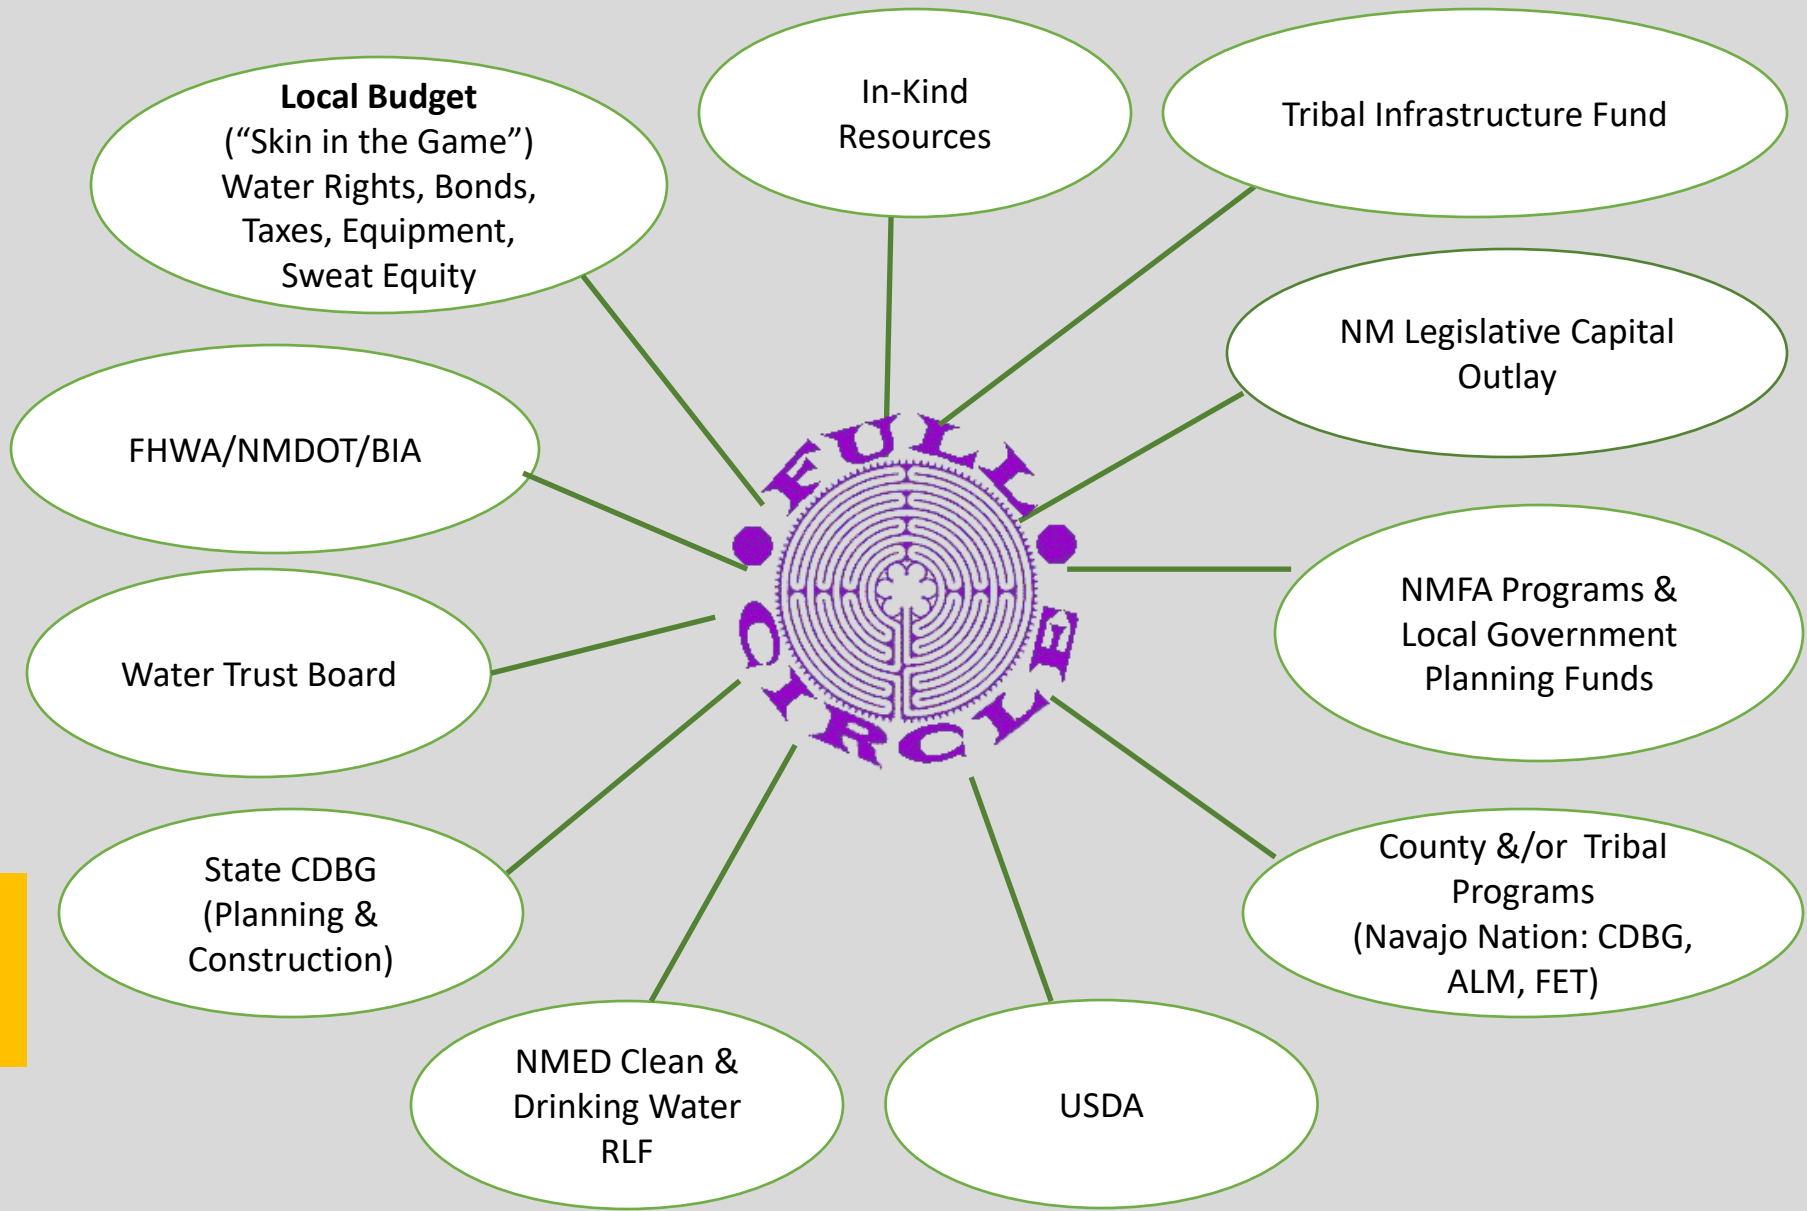 Local Budget
(“Skin in the Game”)
Water Rights, Bonds,
Taxes, Equipment,
Sweat Equity
In-Kind
Resources
Tribal Infrastructure Fund
NM Legislative Capital
Outlay
FHWA/NMDOT/BIA
FULL
CIRCLE
NMFA Programs &
Local Government
Planning Funds
Water Trust Board
State CDBG
(Planning &
Construction)
County &/or Tribal
Programs
(Navajo Nation: CDBG,
ALM, FET)
NMED Clean &
Drinking Water
RLF
USDA